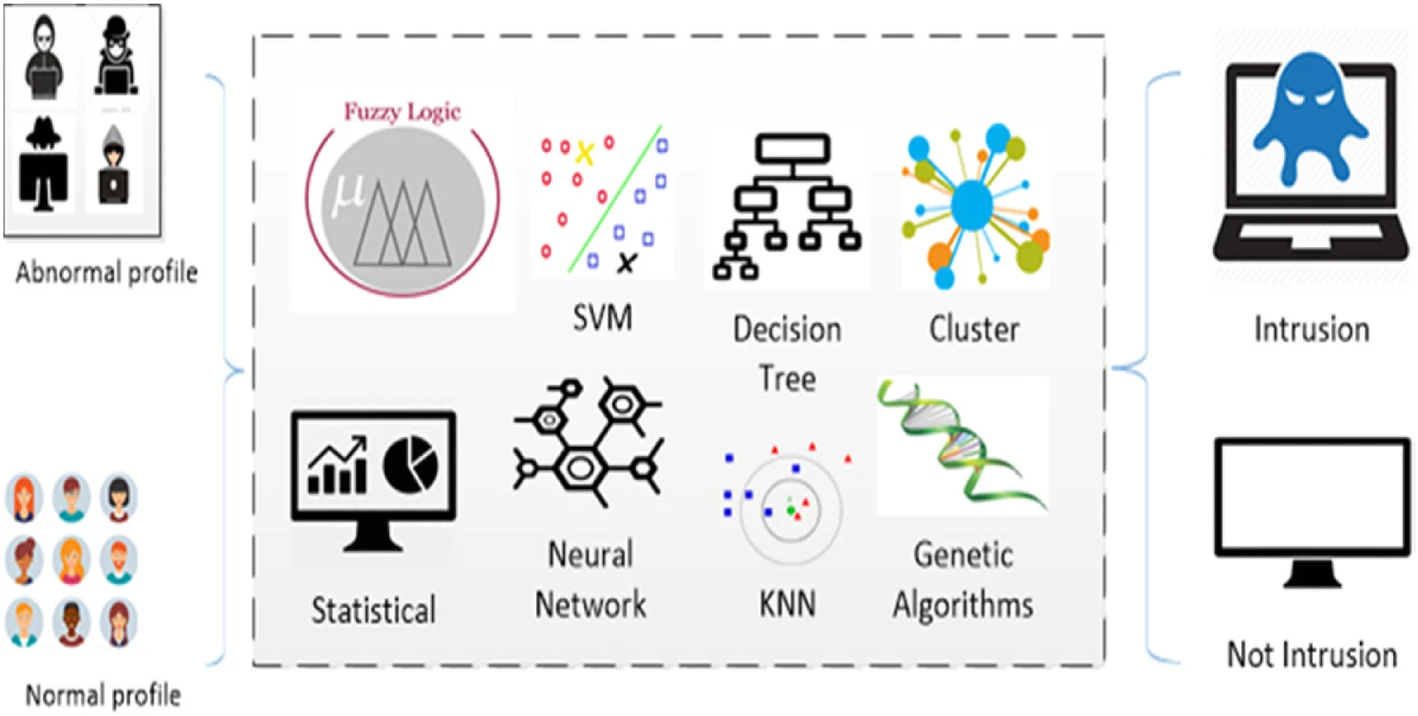 Abnormal profile
Normal profile
Fuzzy Logic
μ
SVM
Decision
Tree
Cluster
Statistical
Neural
Network
KNN
Genetic
Algorithms
Intrusion
Not Intrusion